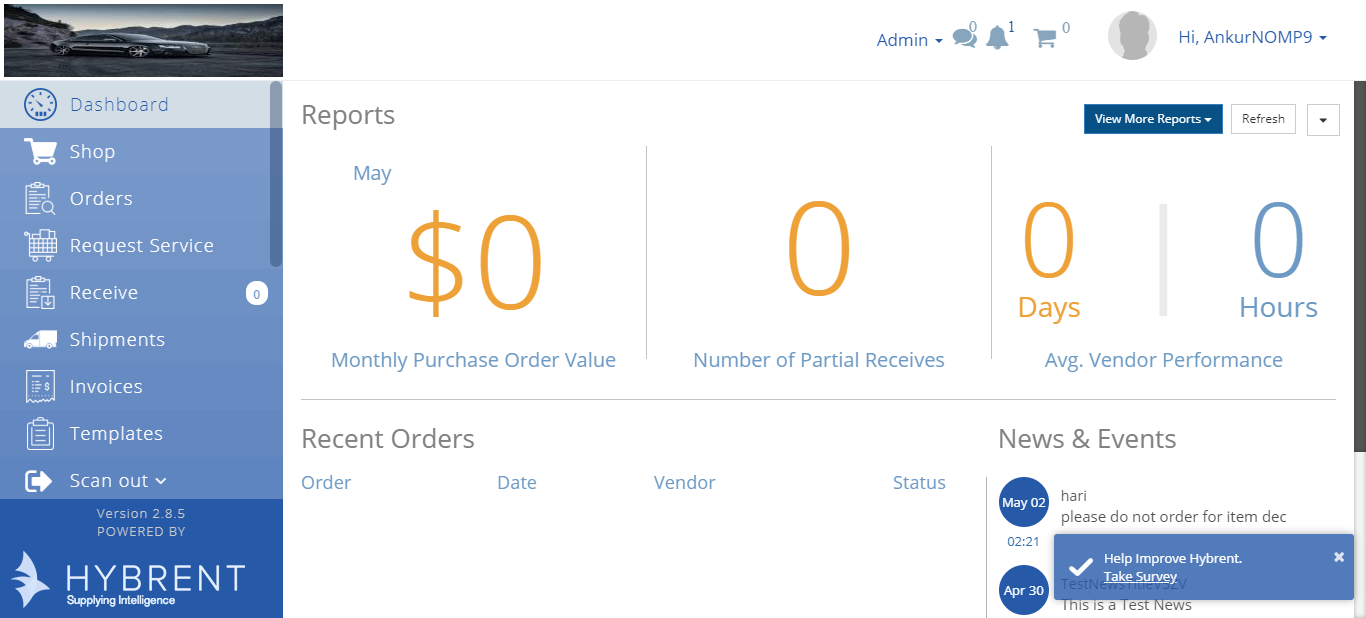 Admin
0
1
0
Hi, AnkurNOMP9
Dashboard
Shop
Orders
Request Service
Receive
0
Shipments
Invoices
Templates
Scan out
Version 2.8.5
POWERED BY
HYBRENT
Supplying Intelligence
Reports
View More Reports
Refresh
May
$0
Monthly Purchase Order Value
0
Number of Partial Receives
0
Days
0
Hours
Avg. Vendor Performance
Recent Orders
Order Date Vendor Status
News & Events
May 02
02:21
hari
please do not order for item dec
Help Improve Hybrent.
Take Survey
Apr 30
This is a Test News